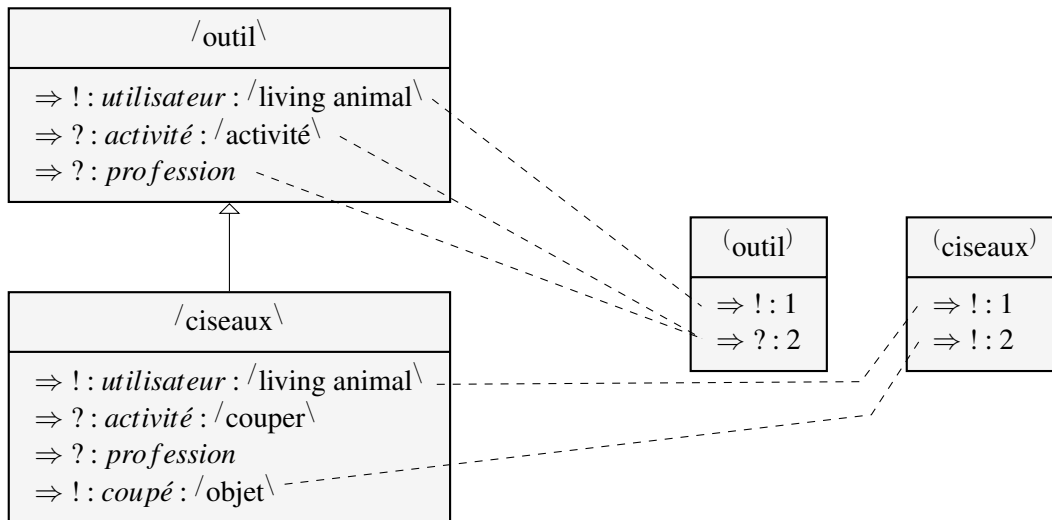 /outil\
⇒ ! : utilisateur : /living animal\
⇒ ? : activité : /activité\
⇒ ? : profession
/ciseaux\
⇒ ! : utilisateur : /living animal\
⇒ ? : activité : /couper\
⇒ ? : profession
⇒ ! : coupé : /objet\
(outil)
⇒ ! : 1
⇒ ? : 2
(ciseaux)
⇒ ! : 1
⇒ ! : 2